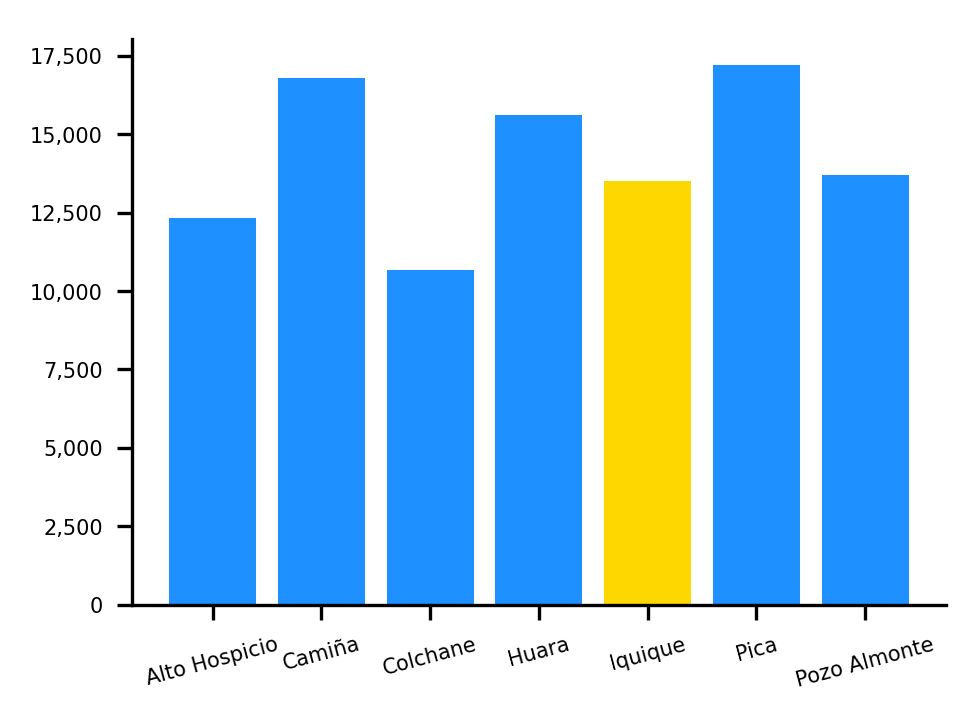 17,500
15,000
12,500
10,000
7,500
5,000
2,500
0
Alto Hospicio
Camiña
Colchane
Huara
Iquique
Pica
Pozo Almonte